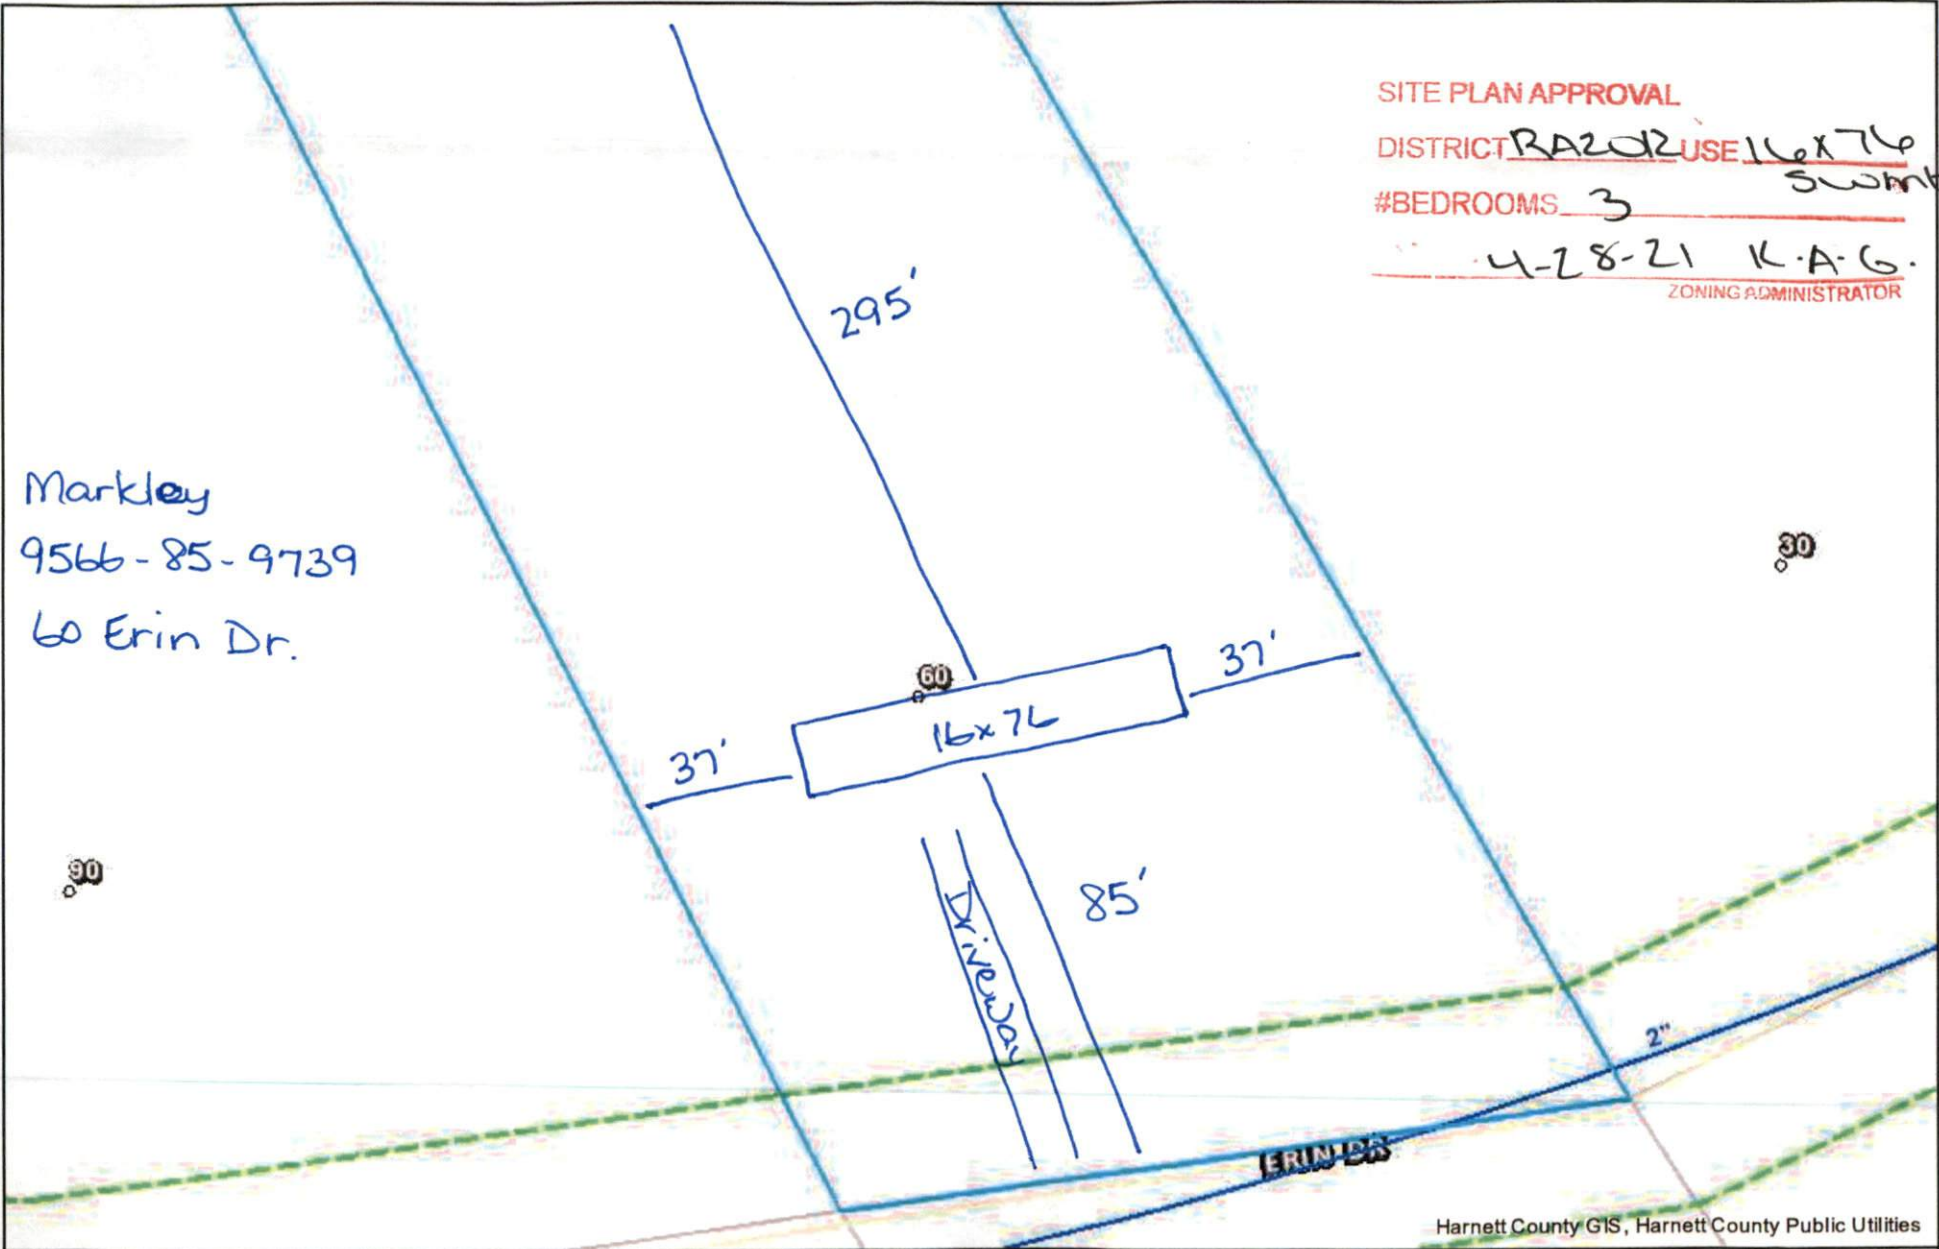 SITE PLAN APPROVAL
DISTRICT RA20R USE 16x76
SWMH
#BEDROOMS 3
4-28-21 K.A.G.
ZONING ADMINISTRATOR
295'
Markley
9566-85-9739
60 Erin Dr.
30
37'
60
16x76
37'
90
85'
Driveway
2"
ERIN DR
Harnett County GIS, Harnett County Public Utilities